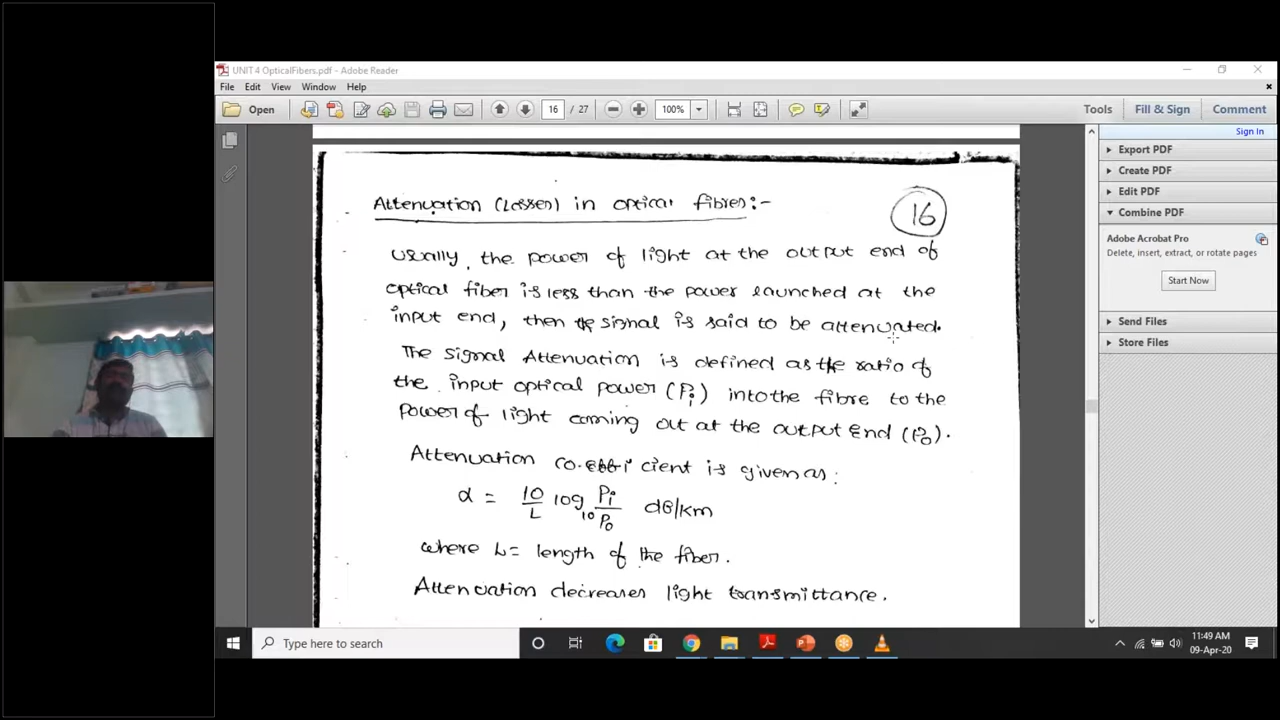 UNIT 4 OpticalFibers.pdf - Adobe Reader
File Edit View Window Help
Open 16 / 27 100% Tools Fill & Sign Comment
Sign In
Export PDF
Create PDF
Edit PDF
Combine PDF
Adobe Acrobat Pro
Delete, insert, extract, or rotate pages
Start Now
Send Files
Store Files
Attenuation (Losses) in optical fibres:-
16
Usually, the power of light at the output end of
optical fiber is less than the power launched at the
input end, then the signal is said to be attenuated.
The signal Attenuation is defined as the ratio of
the input optical power (Pi) into the fibre to the
power of light coming out at the output End (P0).
Attenuation co-efficient is given as:
α = 10/L log10 Pi/P0 dB/km
where L= length of the fiber.
Attenuation decreases light transmittance.
Type here to search
11:49 AM
09-Apr-20